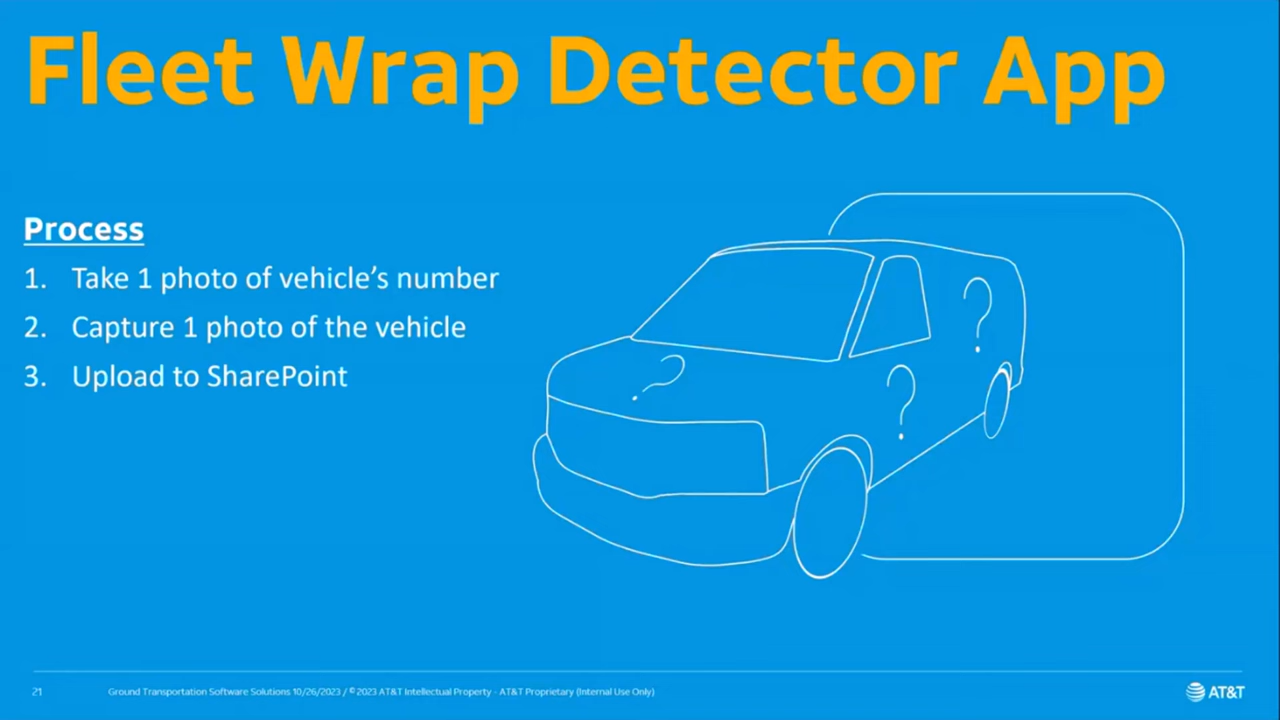 Fleet Wrap Detector App
Process
1. Take 1 photo of vehicle's number
2. Capture 1 photo of the vehicle
3. Upload to SharePoint
?
?
?
21 Ground Transportation Software Solutions 10/26/2023 / © 2023 AT&T Intellectual Property - AT&T Proprietary (Internal Use Only)
AT&T